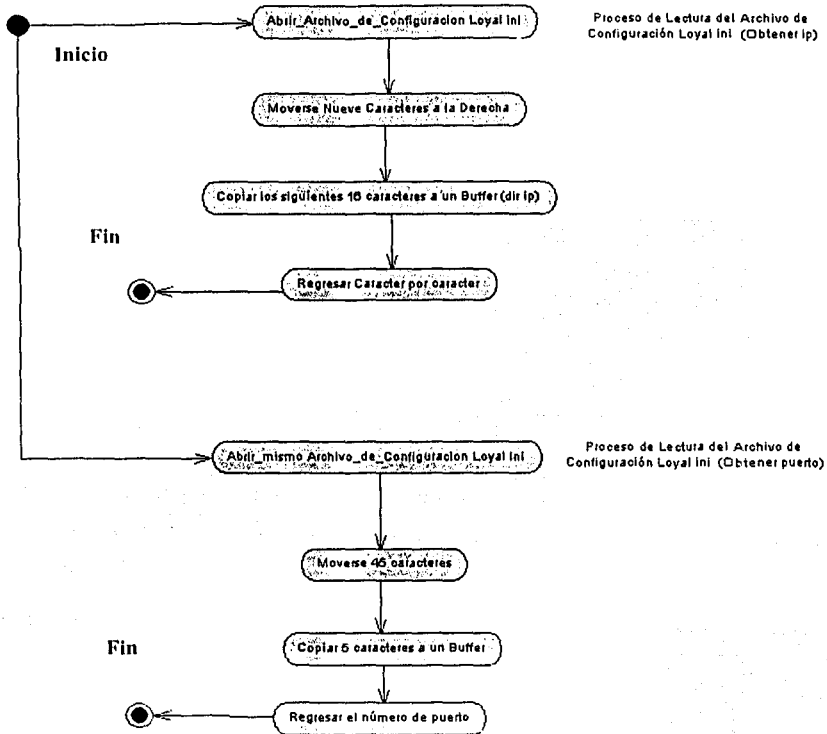 Abrir_Archivo_de_Configuracion Loyal ini
Proceso de Lectura del Archivo de
Configuración Loyal ini (Obtener ip)
Inicio
Moverse Nueve Caracteres a la Derecha
Copiar los siguientes 16 caracteres a un Buffer (dir ip)
Fin
Regresar Caracter por caracter
Abrir_mismo Archivo_de_Configuracion Loyal ini
Proceso de Lectura del Archivo de
Configuración Loyal ini (Obtener puerto)
Moverse 45 caracteres
Fin
Copiar 5 caracteres a un Buffer
Regresar el número de puerto